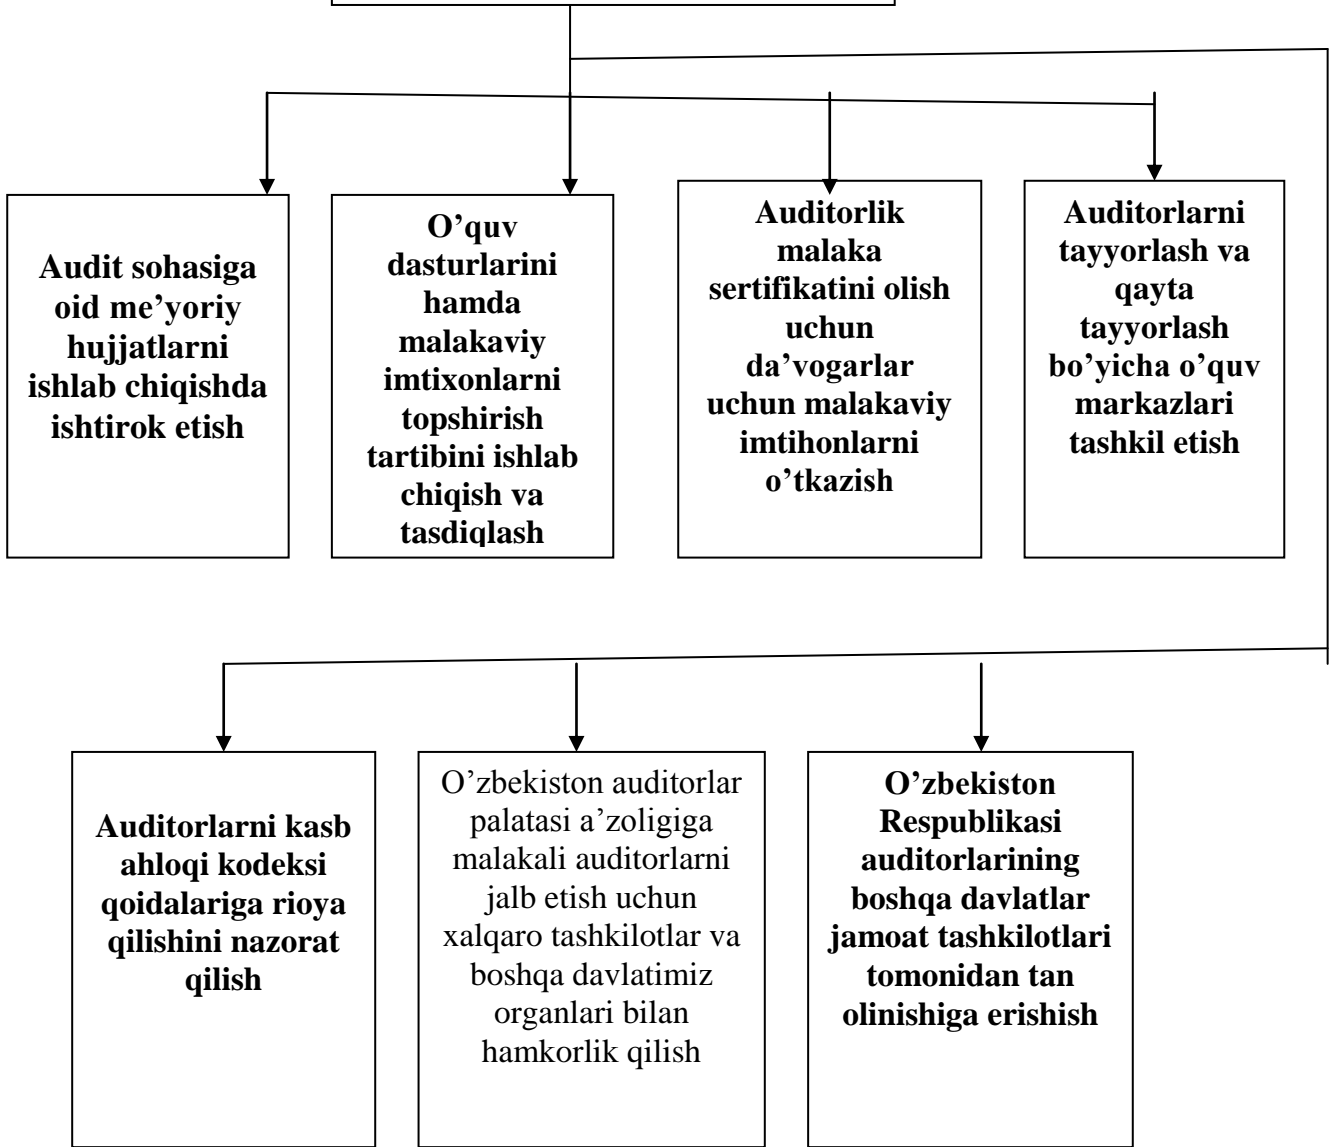 Audit sohasiga
oid me’yoriy
hujjatlarni
ishlab chiqishda
ishtirok etish
O’quv
dasturlarini
hamda
malakaviy
imtixonlarni
topshirish
tartibini ishlab
chiqish va
tasdiqlash
Auditorlik
malaka
sertifikatini olish
uchun
da’vogarlar
uchun malakaviy
imtihonlarni
o’tkazish
Auditorlarni
tayyorlash va
qayta
tayyorlash
bo’yicha o’quv
markazlari
tashkil etish
Auditorlarni kasb
ahloqi kodeksi
qoidalariga rioya
qilishini nazorat
qilish
O’zbekiston auditorlar
palatasi a’zoligiga
malakali auditorlarni
jalb etish uchun
xalqaro tashkilotlar va
boshqa davlatimiz
organlari bilan
hamkorlik qilish
O’zbekiston
Respublikasi
auditorlarining
boshqa davlatlar
jamoat tashkilotlari
tomonidan tan
olinishiga erishish